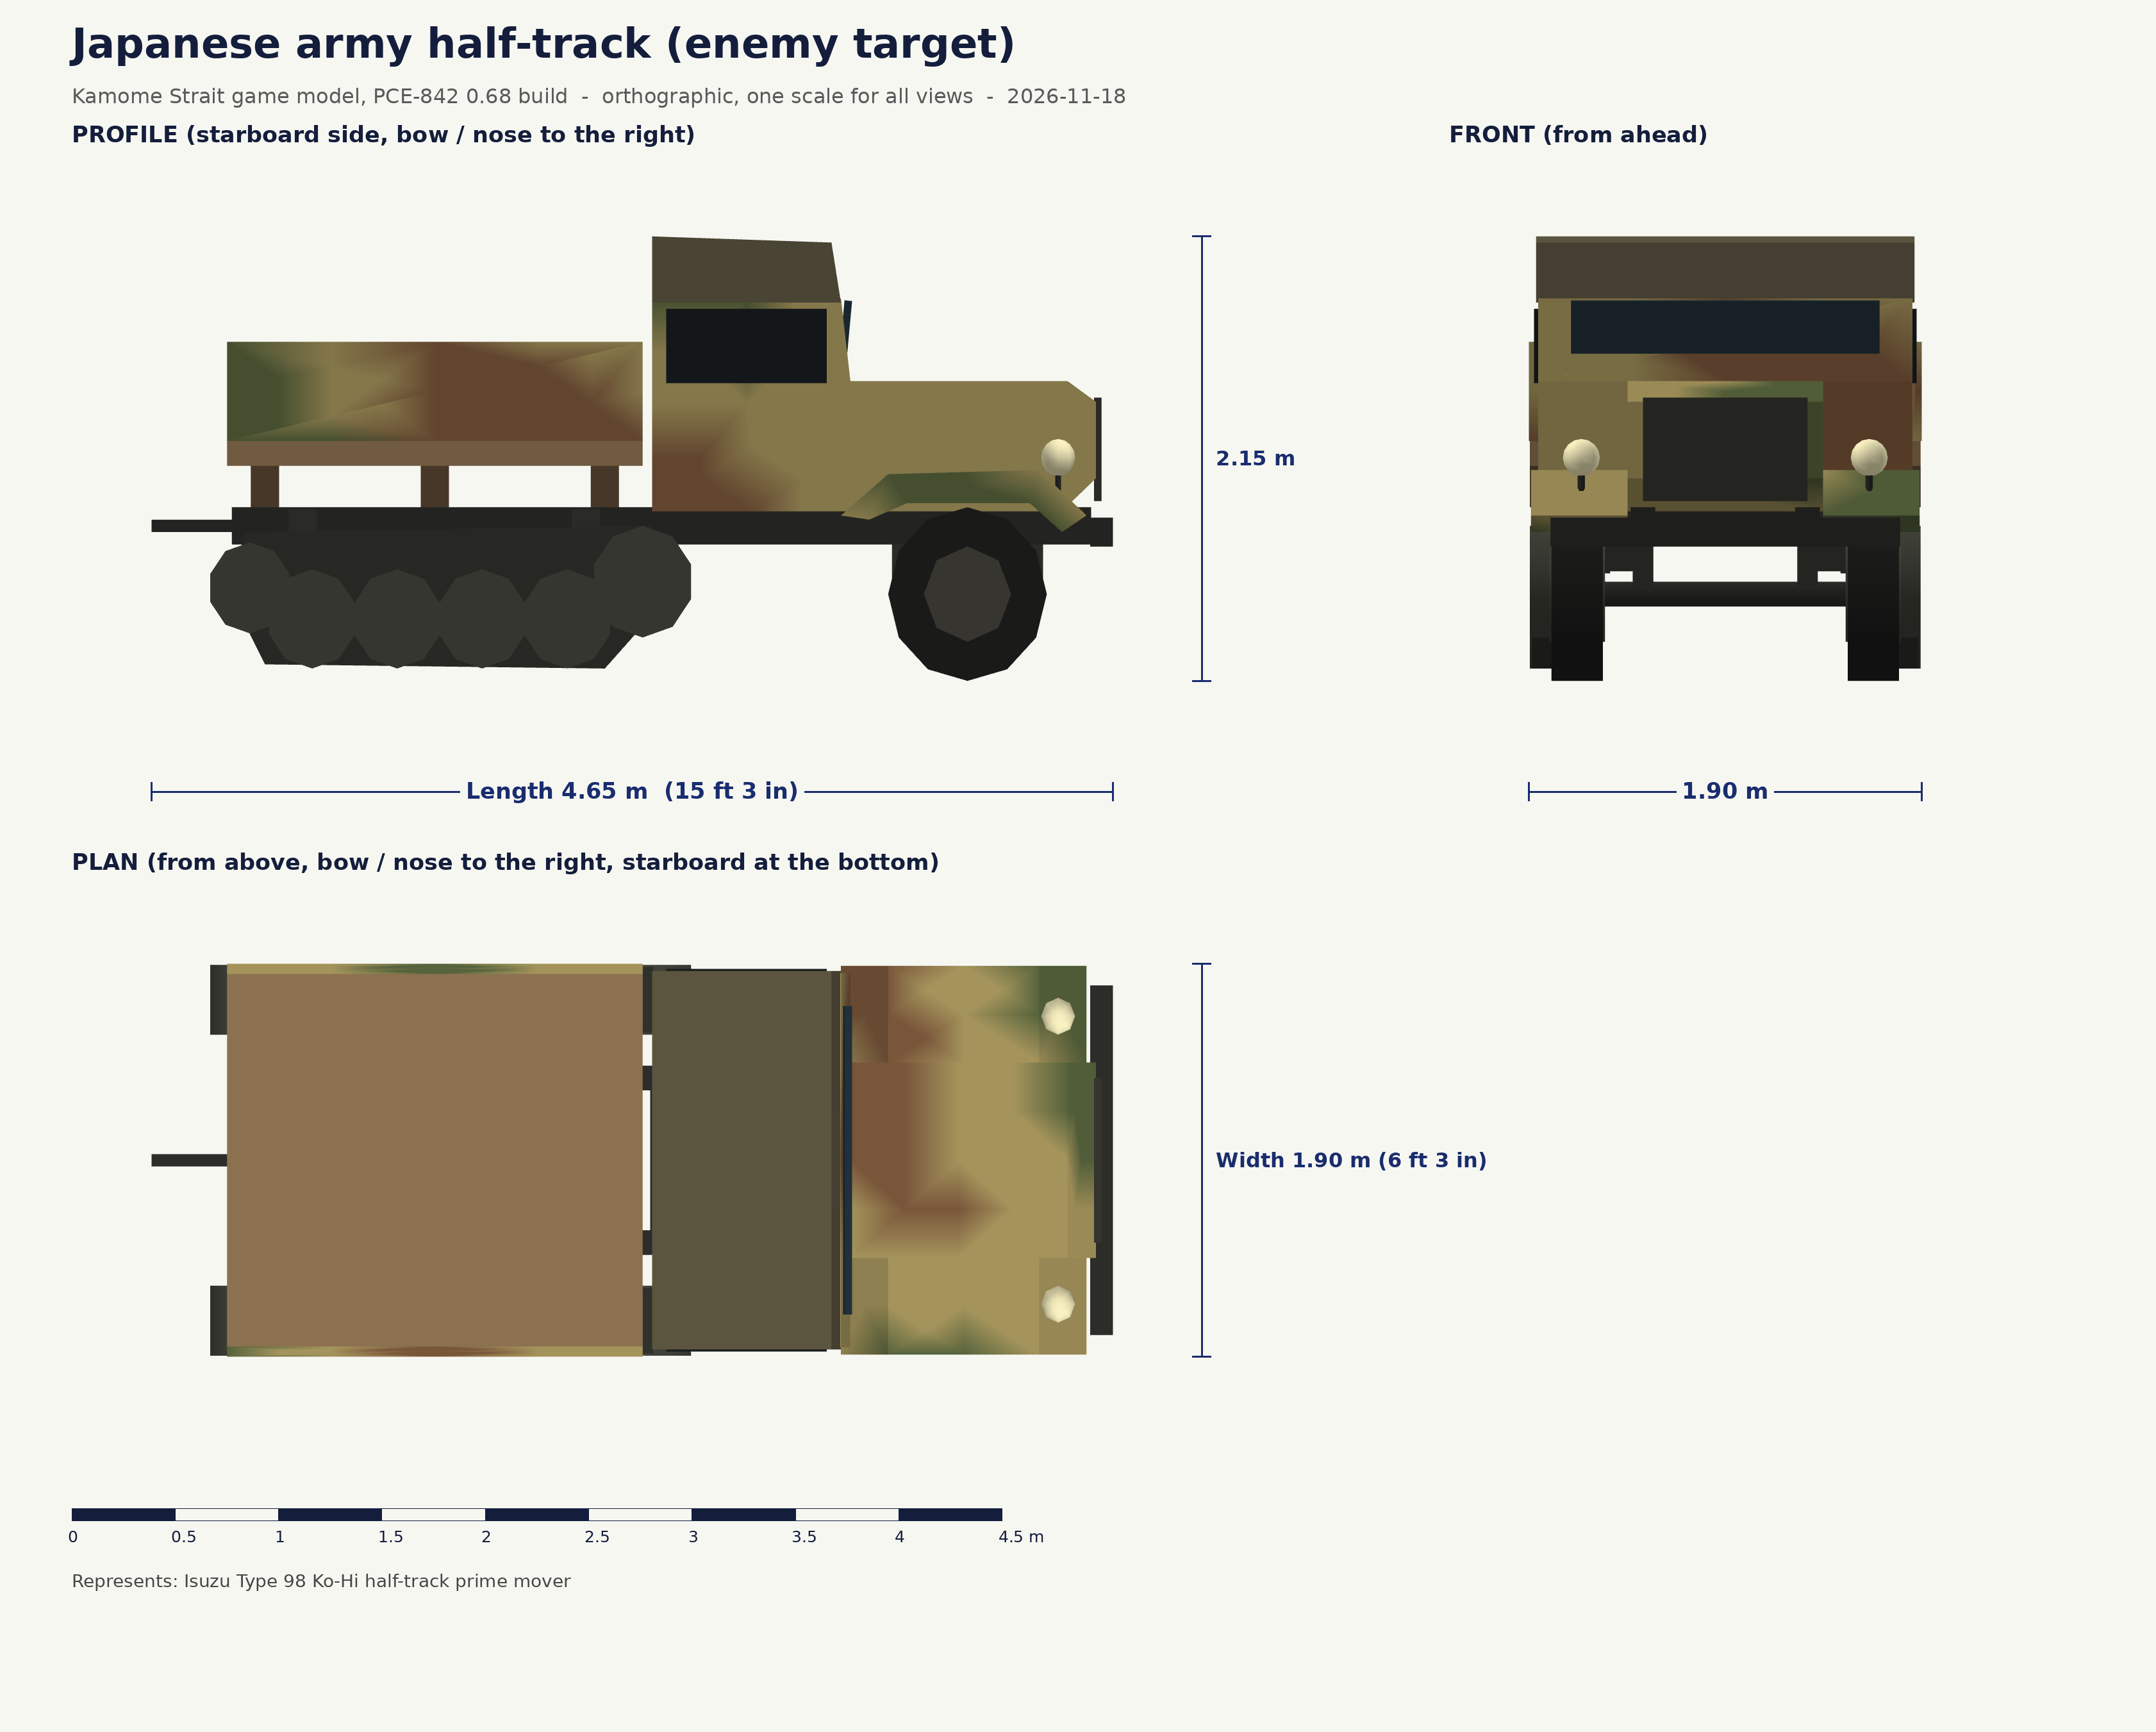 Japanese army half-track (enemy target)
Kamome Strait game model, PCE-842 0.68 build - orthographic, one scale for all views - 2026-11-18
PROFILE (starboard side, bow / nose to the right)
FRONT (from ahead)
2.15 m
Length 4.65 m (15 ft 3 in)
1.90 m
PLAN (from above, bow / nose to the right, starboard at the bottom)
Width 1.90 m (6 ft 3 in)
0 0.5 1 1.5 2 2.5 3 3.5 4 4.5 m
Represents: Isuzu Type 98 Ko-Hi half-track prime mover